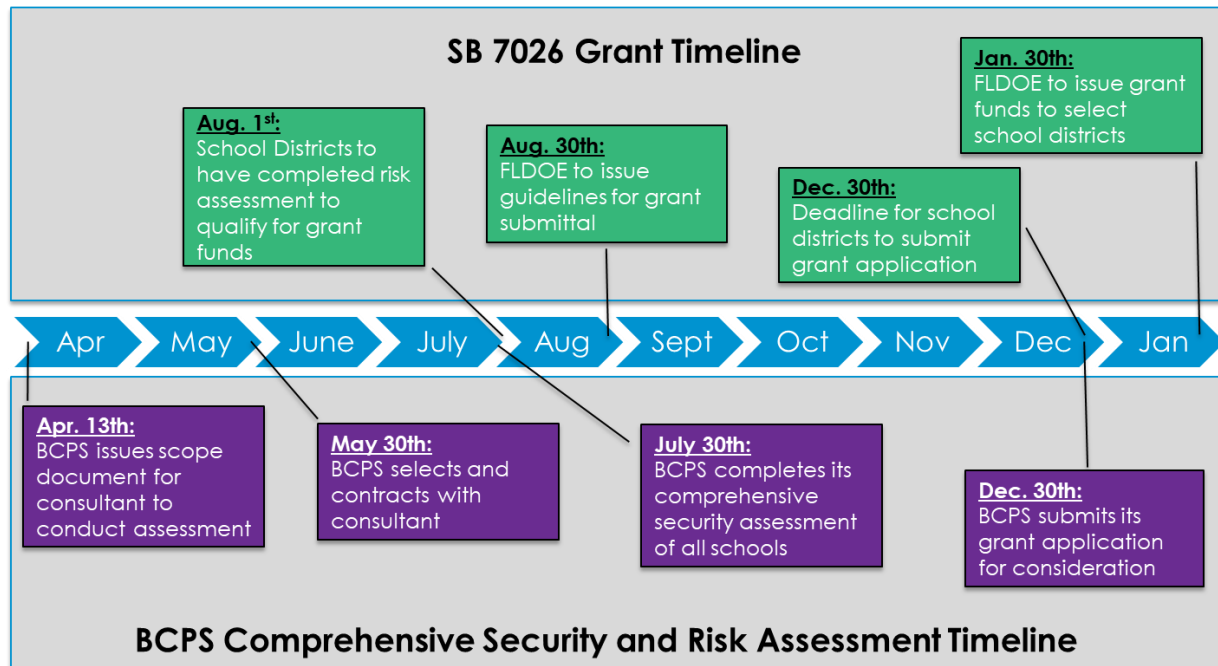 SB 7026 Grant Timeline
Jan. 30th:
FLDOE to issue grant
funds to select
school districts
Aug. 1st:
School Districts to
have completed risk
assessment to
qualify for grant
funds
Aug. 30th:
FLDOE to issue
guidelines for grant
submittal
Dec. 30th:
Deadline for school
districts to submit
grant application
Apr May June July Aug Sept Oct Nov Dec Jan
Apr. 13th:
BCPS issues scope
document for
consultant to
conduct assessment
May 30th:
BCPS selects and
contracts with
consultant
July 30th:
BCPS completes its
comprehensive
security assessment
of all schools
Dec. 30th:
BCPS submits its
grant application
for consideration
BCPS Comprehensive Security and Risk Assessment Timeline